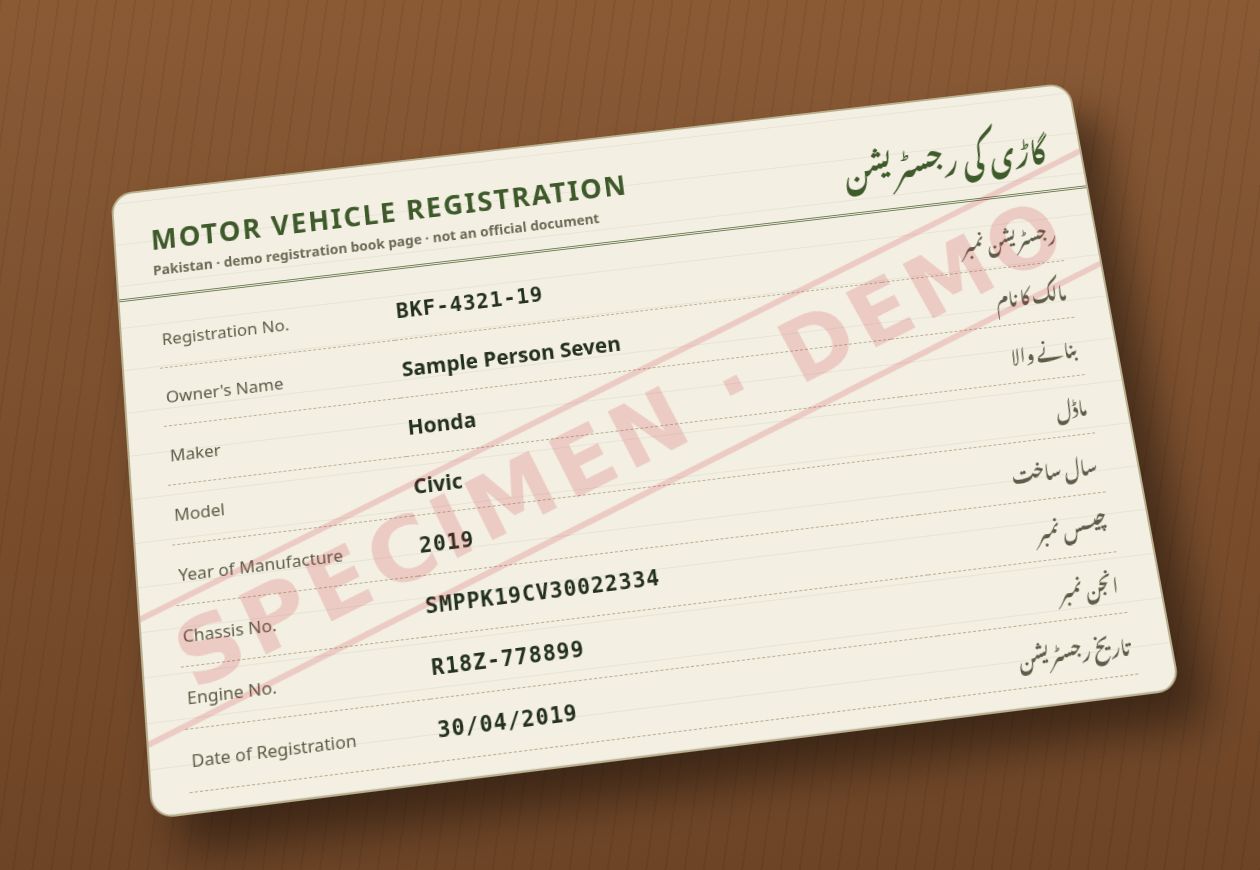 MOTOR VEHICLE REGISTRATION
گاڑی کی رجسٹریشن
Pakistan · demo registration book page · not an official document
Registration No. BKF-4321-19 رجسٹریشن نمبر
Owner's Name Sample Person Seven مالک کا نام
Maker Honda بنانے والا
Model Civic ماڈل
Year of Manufacture 2019 سال ساخت
Chassis No. SMPPK19CV30022334 چیسس نمبر
Engine No. R18Z-778899 انجن نمبر
Date of Registration 30/04/2019 تاریخ رجسٹریشن
SPECIMEN · DEMO